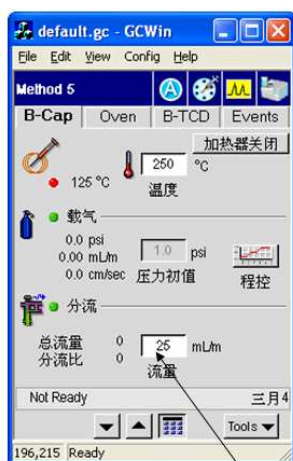 default.gc - GCWin
File Edit View Config Help
Method 5
B-Cap Oven B-TCD Events
加热器关闭
250 °C
125 °C 温度
载气
0.0 psi
0.00 mL/m 1.0 psi
0.0 cm/sec 压力初值 程控
分流
总流量 0 25 mL/m
分流比 0
流量
Not Ready 三月4
Tools
196,215 Ready